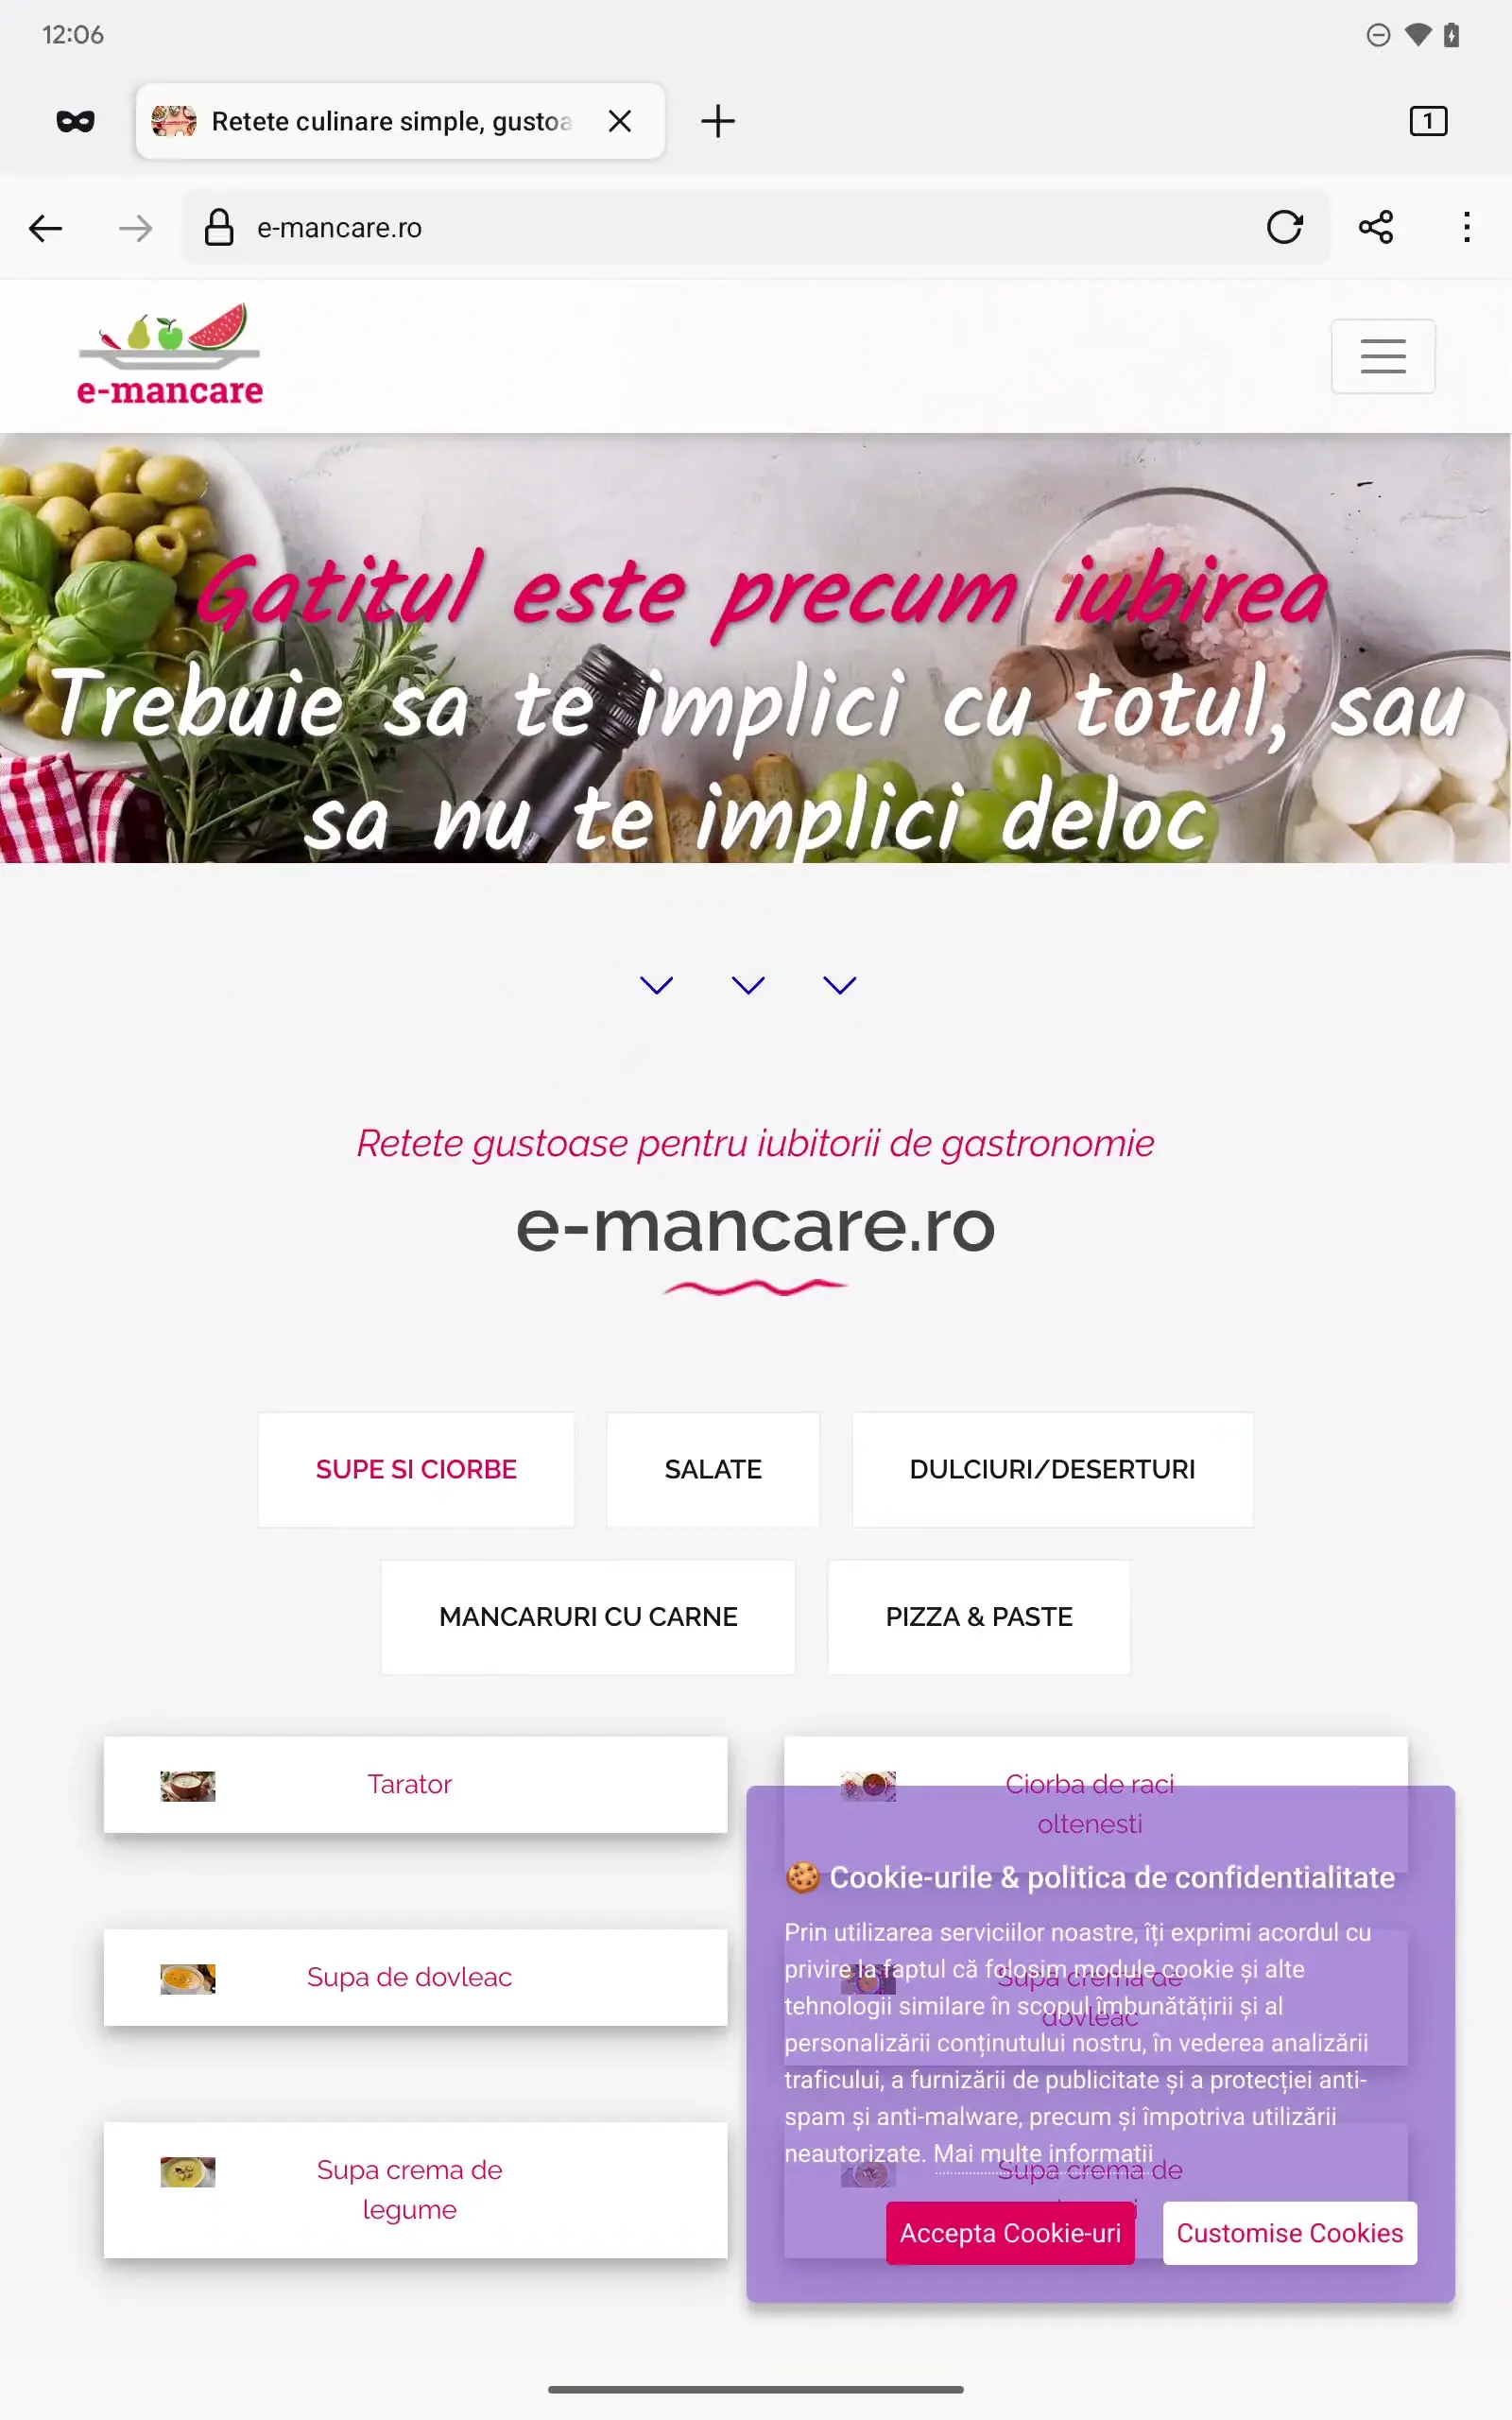 12:06
Retete culinare simple, gustoa
1
e-mancare.ro
e-mancare
Gatitul este precum iubirea
Trebuie sa te implici cu totul, sau
sa nu te implici deloc
Retete gustoase pentru iubitorii de gastronomie
e-mancare.ro
SUPE SI CIORBE
SALATE
DULCIURI/DESERTURI
MANCARURI CU CARNE
PIZZA & PASTE
Tarator
Ciorba de raci
oltenesti
Supa de dovleac
Supa crema de
dovleac
Supa crema de
legume
Supa crema de
🍪 Cookie-urile & politica de confidentialitate
Prin utilizarea serviciilor noastre, îți exprimi acordul cu
privire la faptul că folosim module cookie și alte
tehnologii similare în scopul îmbunătățirii și al
personalizării conținutului nostru, în vederea analizării
traficului, a furnizării de publicitate și a protecției anti-
spam și anti-malware, precum și împotriva utilizării
neautorizate. Mai multe informatii
Accepta Cookie-uri
Customise Cookies